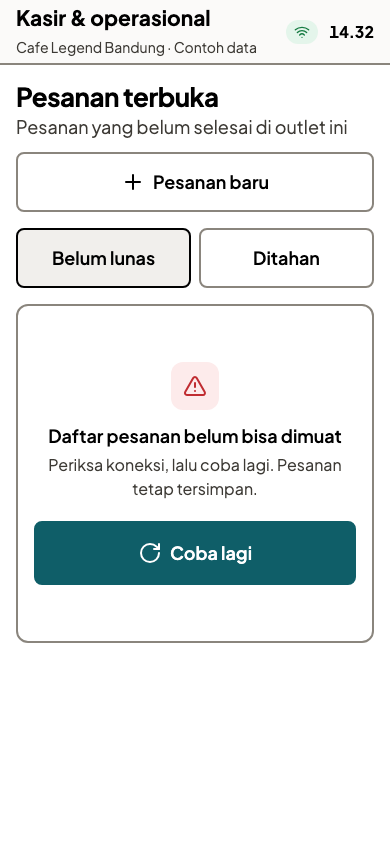 Kasir & operasional
Cafe Legend Bandung · Contoh data
14.32
Pesanan terbuka
Pesanan yang belum selesai di outlet ini
Pesanan baru
Belum lunas
Ditahan
Daftar pesanan belum bisa dimuat
Periksa koneksi, lalu coba lagi. Pesanan
tetap tersimpan.
Coba lagi